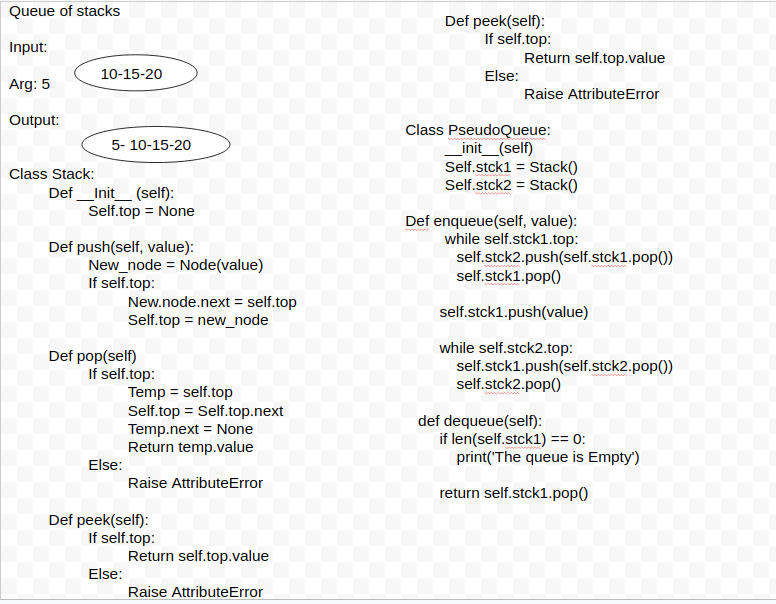 Queue of stacks
Input:
10-15-20
Arg: 5
Output:
5- 10-15-20
Class Stack:
Def __Init__ (self):
Self.top = None
Def push(self, value):
New_node = Node(value)
If self.top:
New.node.next = self.top
Self.top = new_node
Def pop(self)
If self.top:
Temp = self.top
Self.top = Self.top.next
Temp.next = None
Return temp.value
Else:
Raise AttributeError
Def peek(self):
If self.top:
Return self.top.value
Else:
Raise AttributeError
Def peek(self):
If self.top:
Return self.top.value
Else:
Raise AttributeError
Class PseudoQueue:
__init__(self)
Self.stck1 = Stack()
Self.stck2 = Stack()
Def enqueue(self, value):
while self.stck1.top:
self.stck2.push(self.stck1.pop())
self.stck1.pop()
self.stck1.push(value)
while self.stck2.top:
self.stck1.push(self.stck2.pop())
self.stck2.pop()
def dequeue(self):
if len(self.stck1) == 0:
print('The queue is Empty')
return self.stck1.pop()